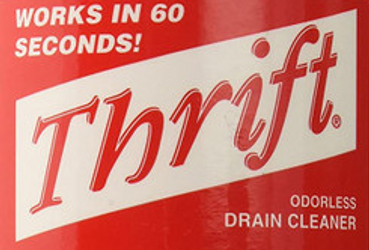 WORKS IN 60
SECONDS!
Thrift®
ODORLESS
DRAIN CLEANER